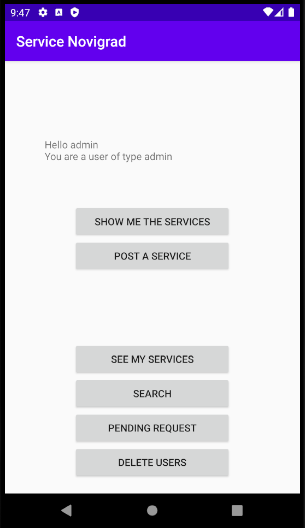 9:47
Service Novigrad
Hello admin
You are a user of type admin
SHOW ME THE SERVICES
POST A SERVICE
SEE MY SERVICES
SEARCH
PENDING REQUEST
DELETE USERS